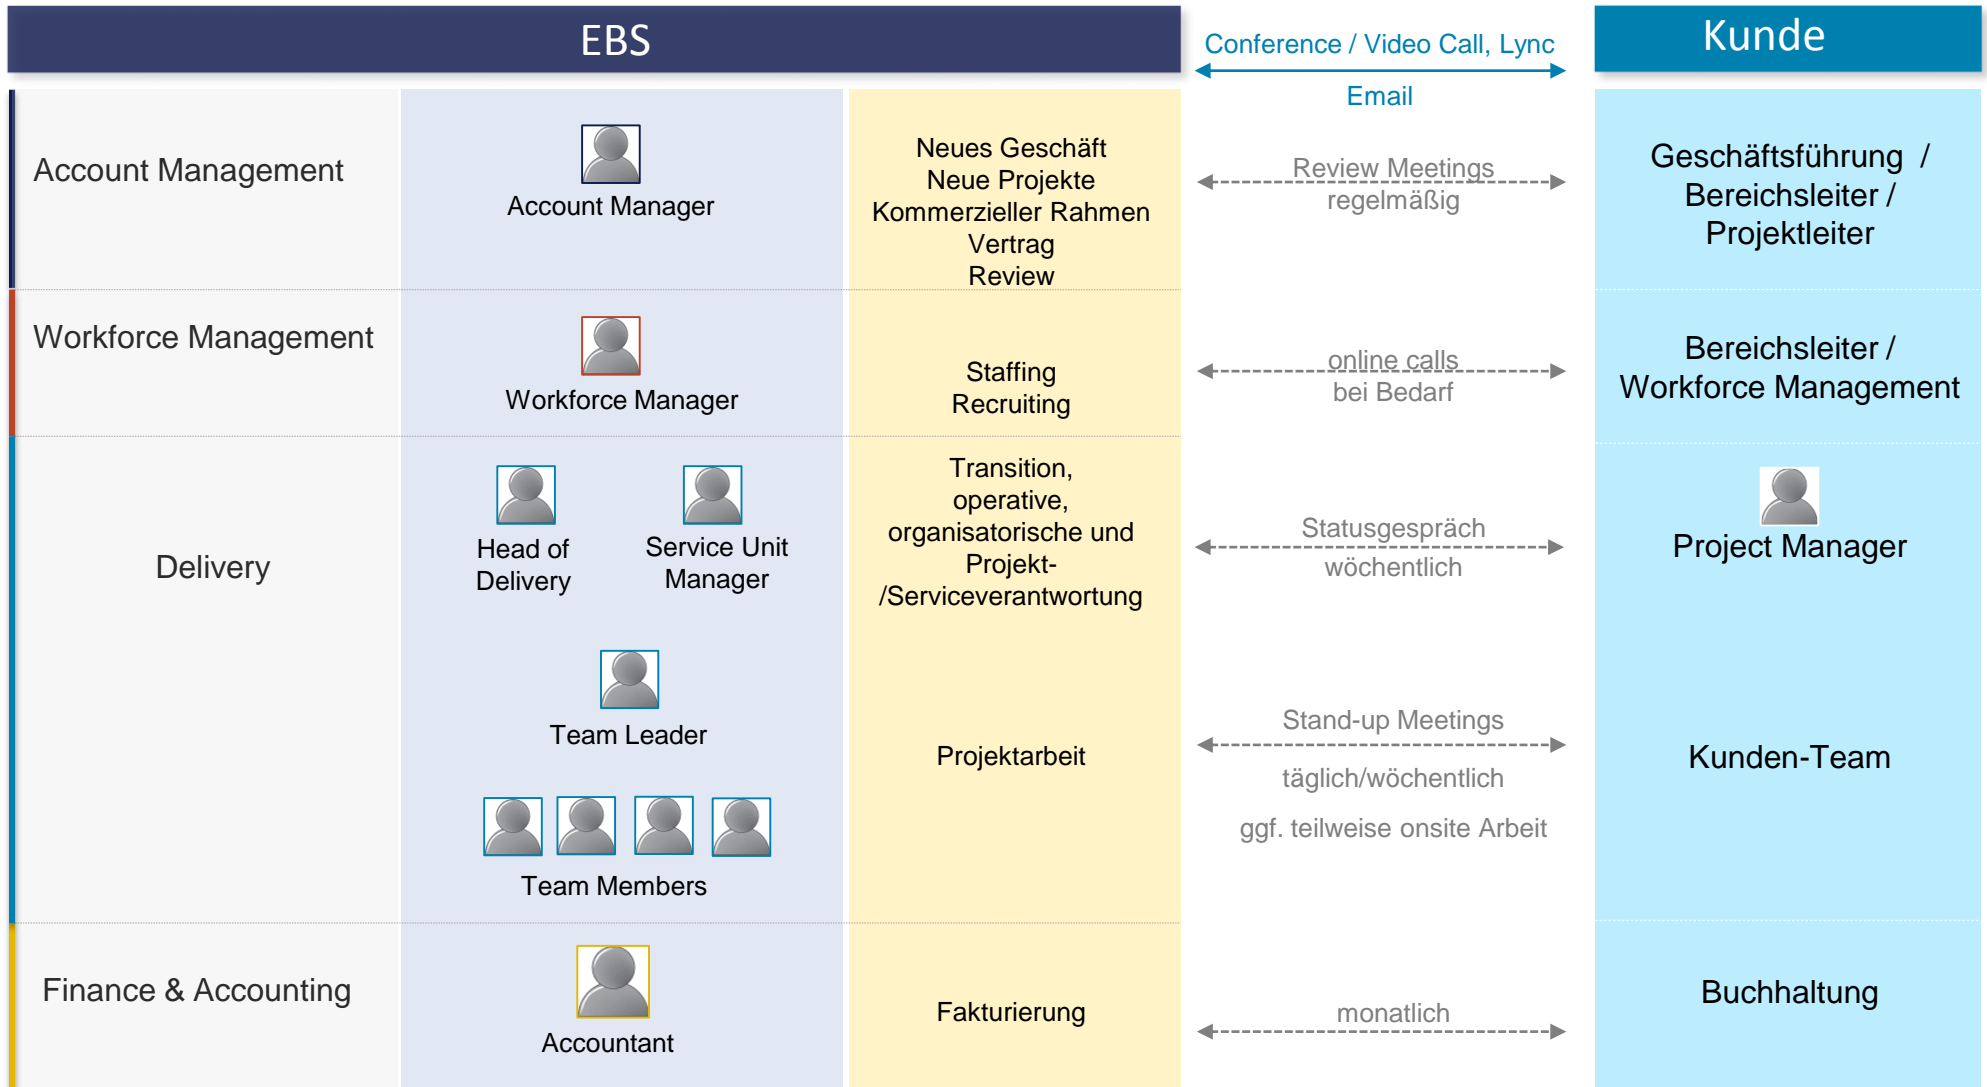 EBS
Conference / Video Call, Lync
Email
Kunde
Account Management
Account Manager
Neues Geschäft
Neue Projekte
Kommerzieller Rahmen
Vertrag
Review
Review Meetings
regelmäßig
Geschäftsführung /
Bereichsleiter /
Projektleiter
Workforce Management
Workforce Manager
Staffing
Recruiting
online calls
bei Bedarf
Bereichsleiter /
Workforce Management
Delivery
Head of
Delivery
Service Unit
Manager
Transition,
operative,
organisatorische und
Projekt-
/Serviceverantwortung
Statusgespräch
wöchentlich
Project Manager
Team Leader
Team Members
Projektarbeit
Stand-up Meetings
täglich/wöchentlich
ggf. teilweise onsite Arbeit
Kunden-Team
Finance & Accounting
Accountant
Fakturierung
monatlich
Buchhaltung